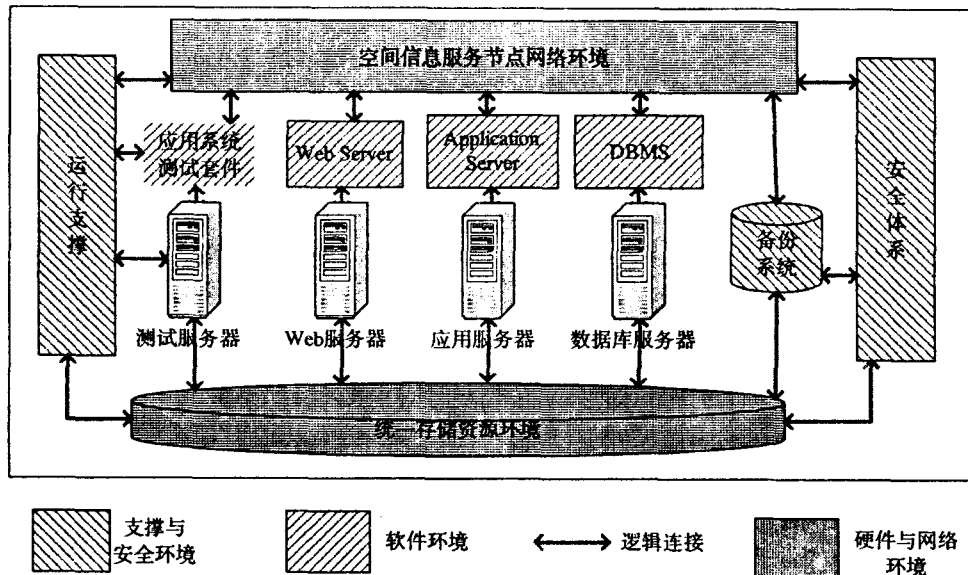 空间信息服务节点网络环境
运行支撑
应用系统
测试套件
Web Server
Application
Server
DBMS
备份
系统
安全体系
测试服务器
Web服务器
应用服务器
数据库服务器
统一存储资源环境
支撑与
安全环境
软件环境
逻辑连接
硬件与网络
环境